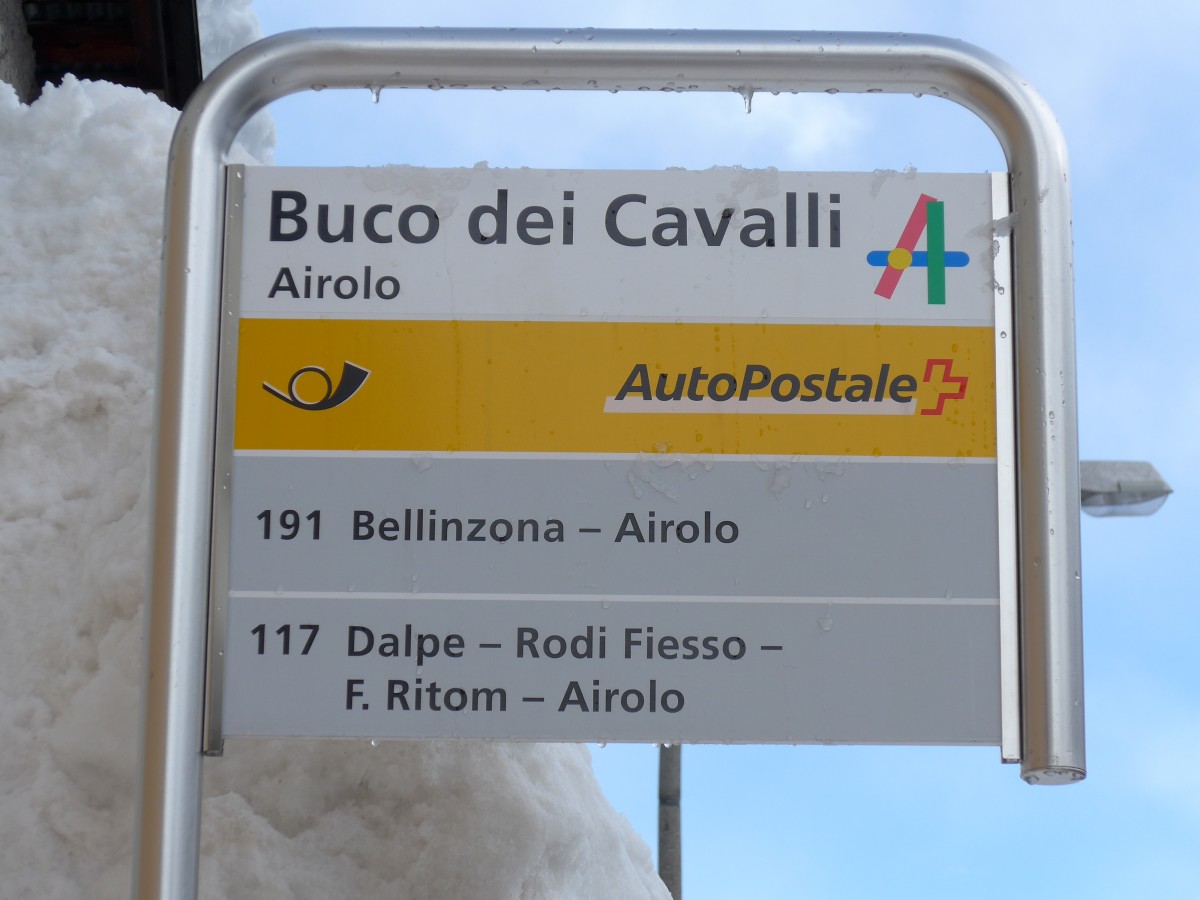 Buco dei Cavalli
Airolo
AutoPostale
191 Bellinzona – Airolo
117 Dalpe – Rodi Fiesso –
F. Ritom – Airolo